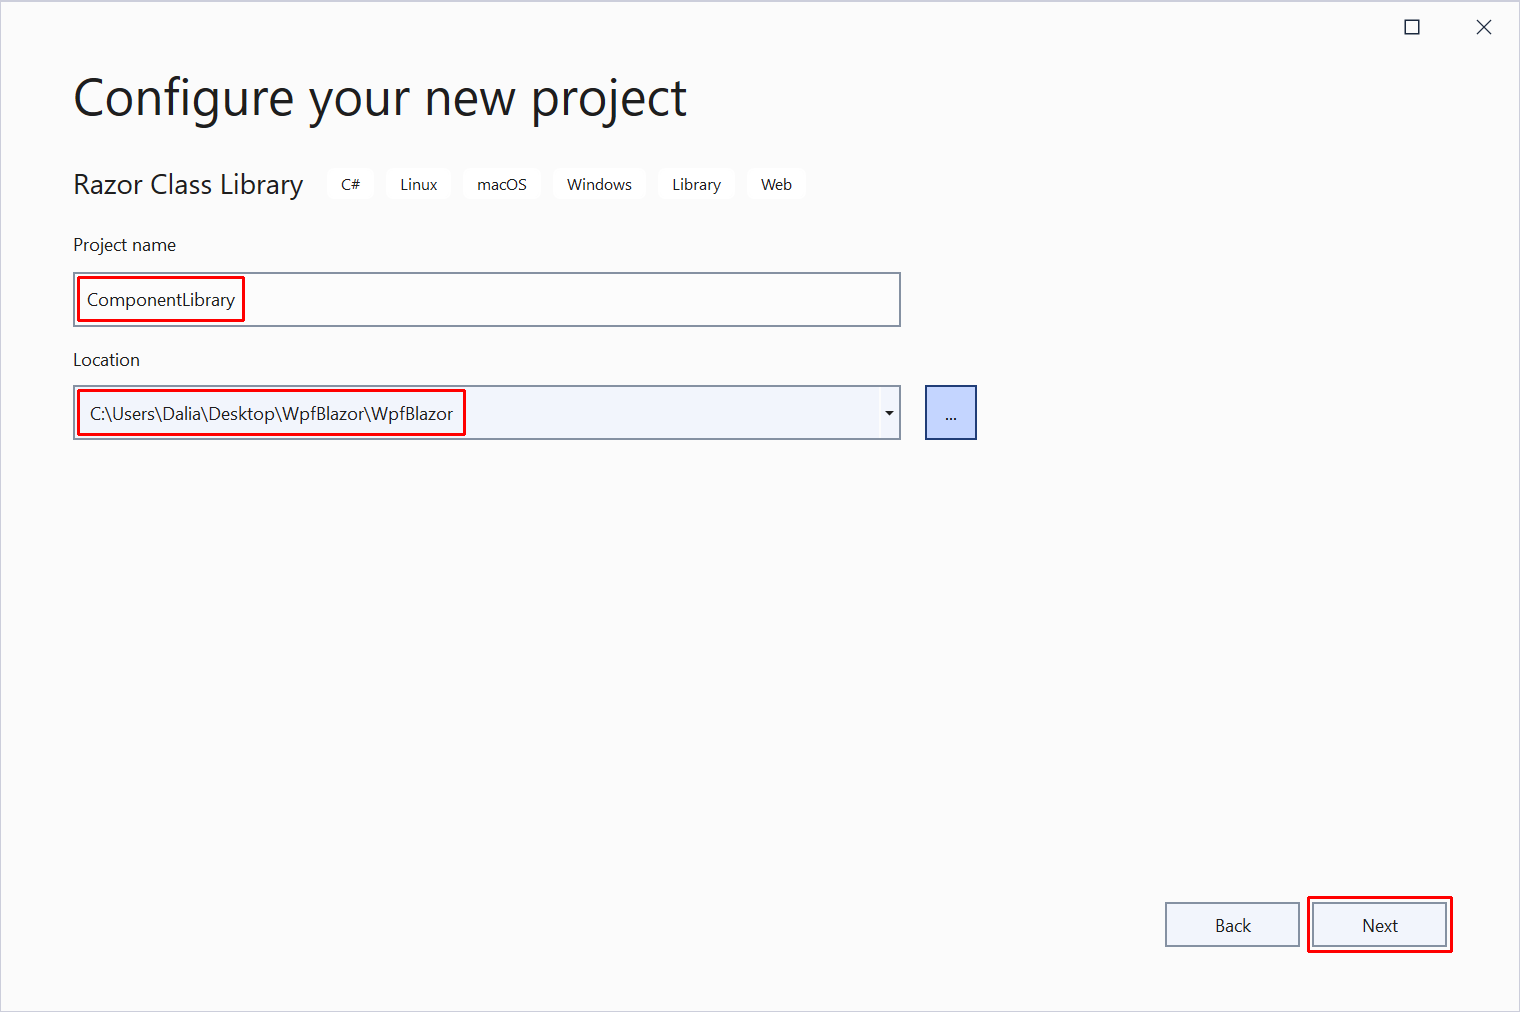 Configure your new project
Razor Class Library C# Linux macOS Windows Library Web
Project name
ComponentLibrary
Location
C:\Users\Dalia\Desktop\WpfBlazor\WpfBlazor
...
Back Next